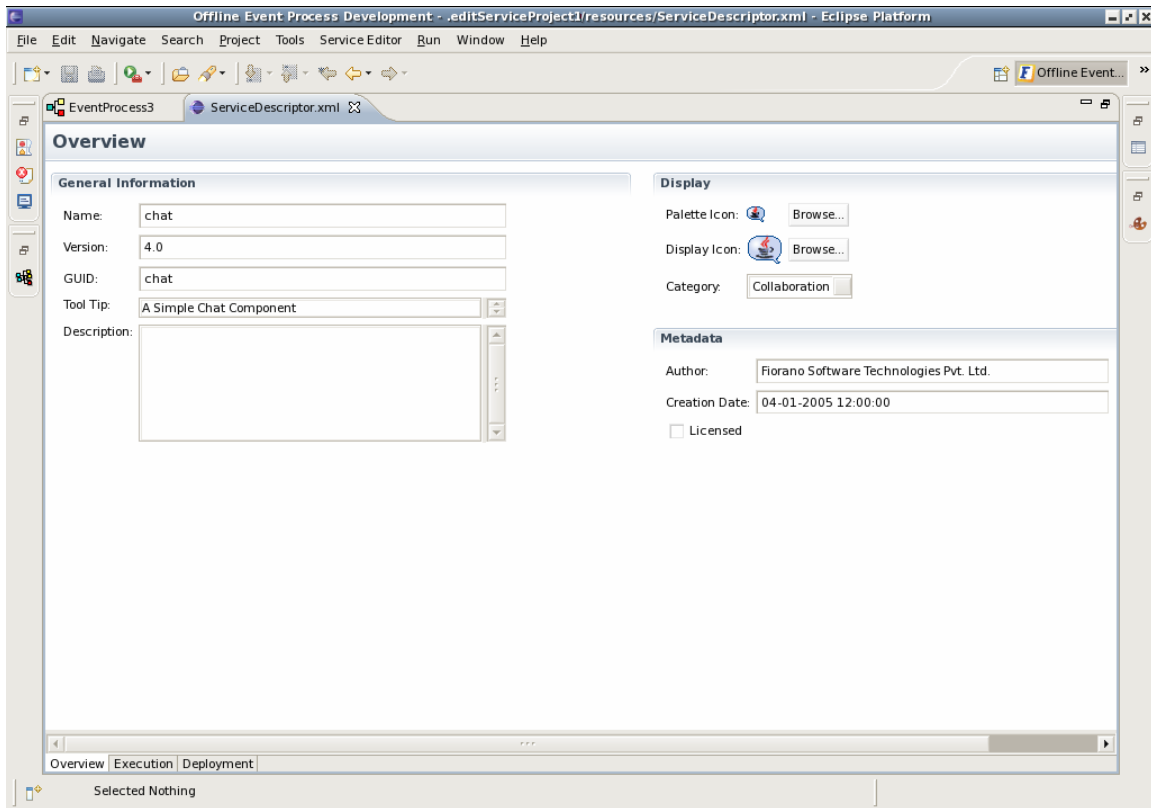 Offline Event Process Development - .editServiceProject1/resources/ServiceDescriptor.xml - Eclipse Platform
File Edit Navigate Search Project Tools Service Editor Run Window Help
Offline Event... »
EventProcess3 ServiceDescriptor.xml
Overview
General Information
Name: chat
Version: 4.0
GUID: chat
Tool Tip: A Simple Chat Component
Description:
Display
Palette Icon: Browse...
Display Icon: Browse...
Category: Collaboration
Metadata
Author: Fiorano Software Technologies Pvt. Ltd.
Creation Date: 04-01-2005 12:00:00
Licensed
Overview Execution Deployment
Selected Nothing